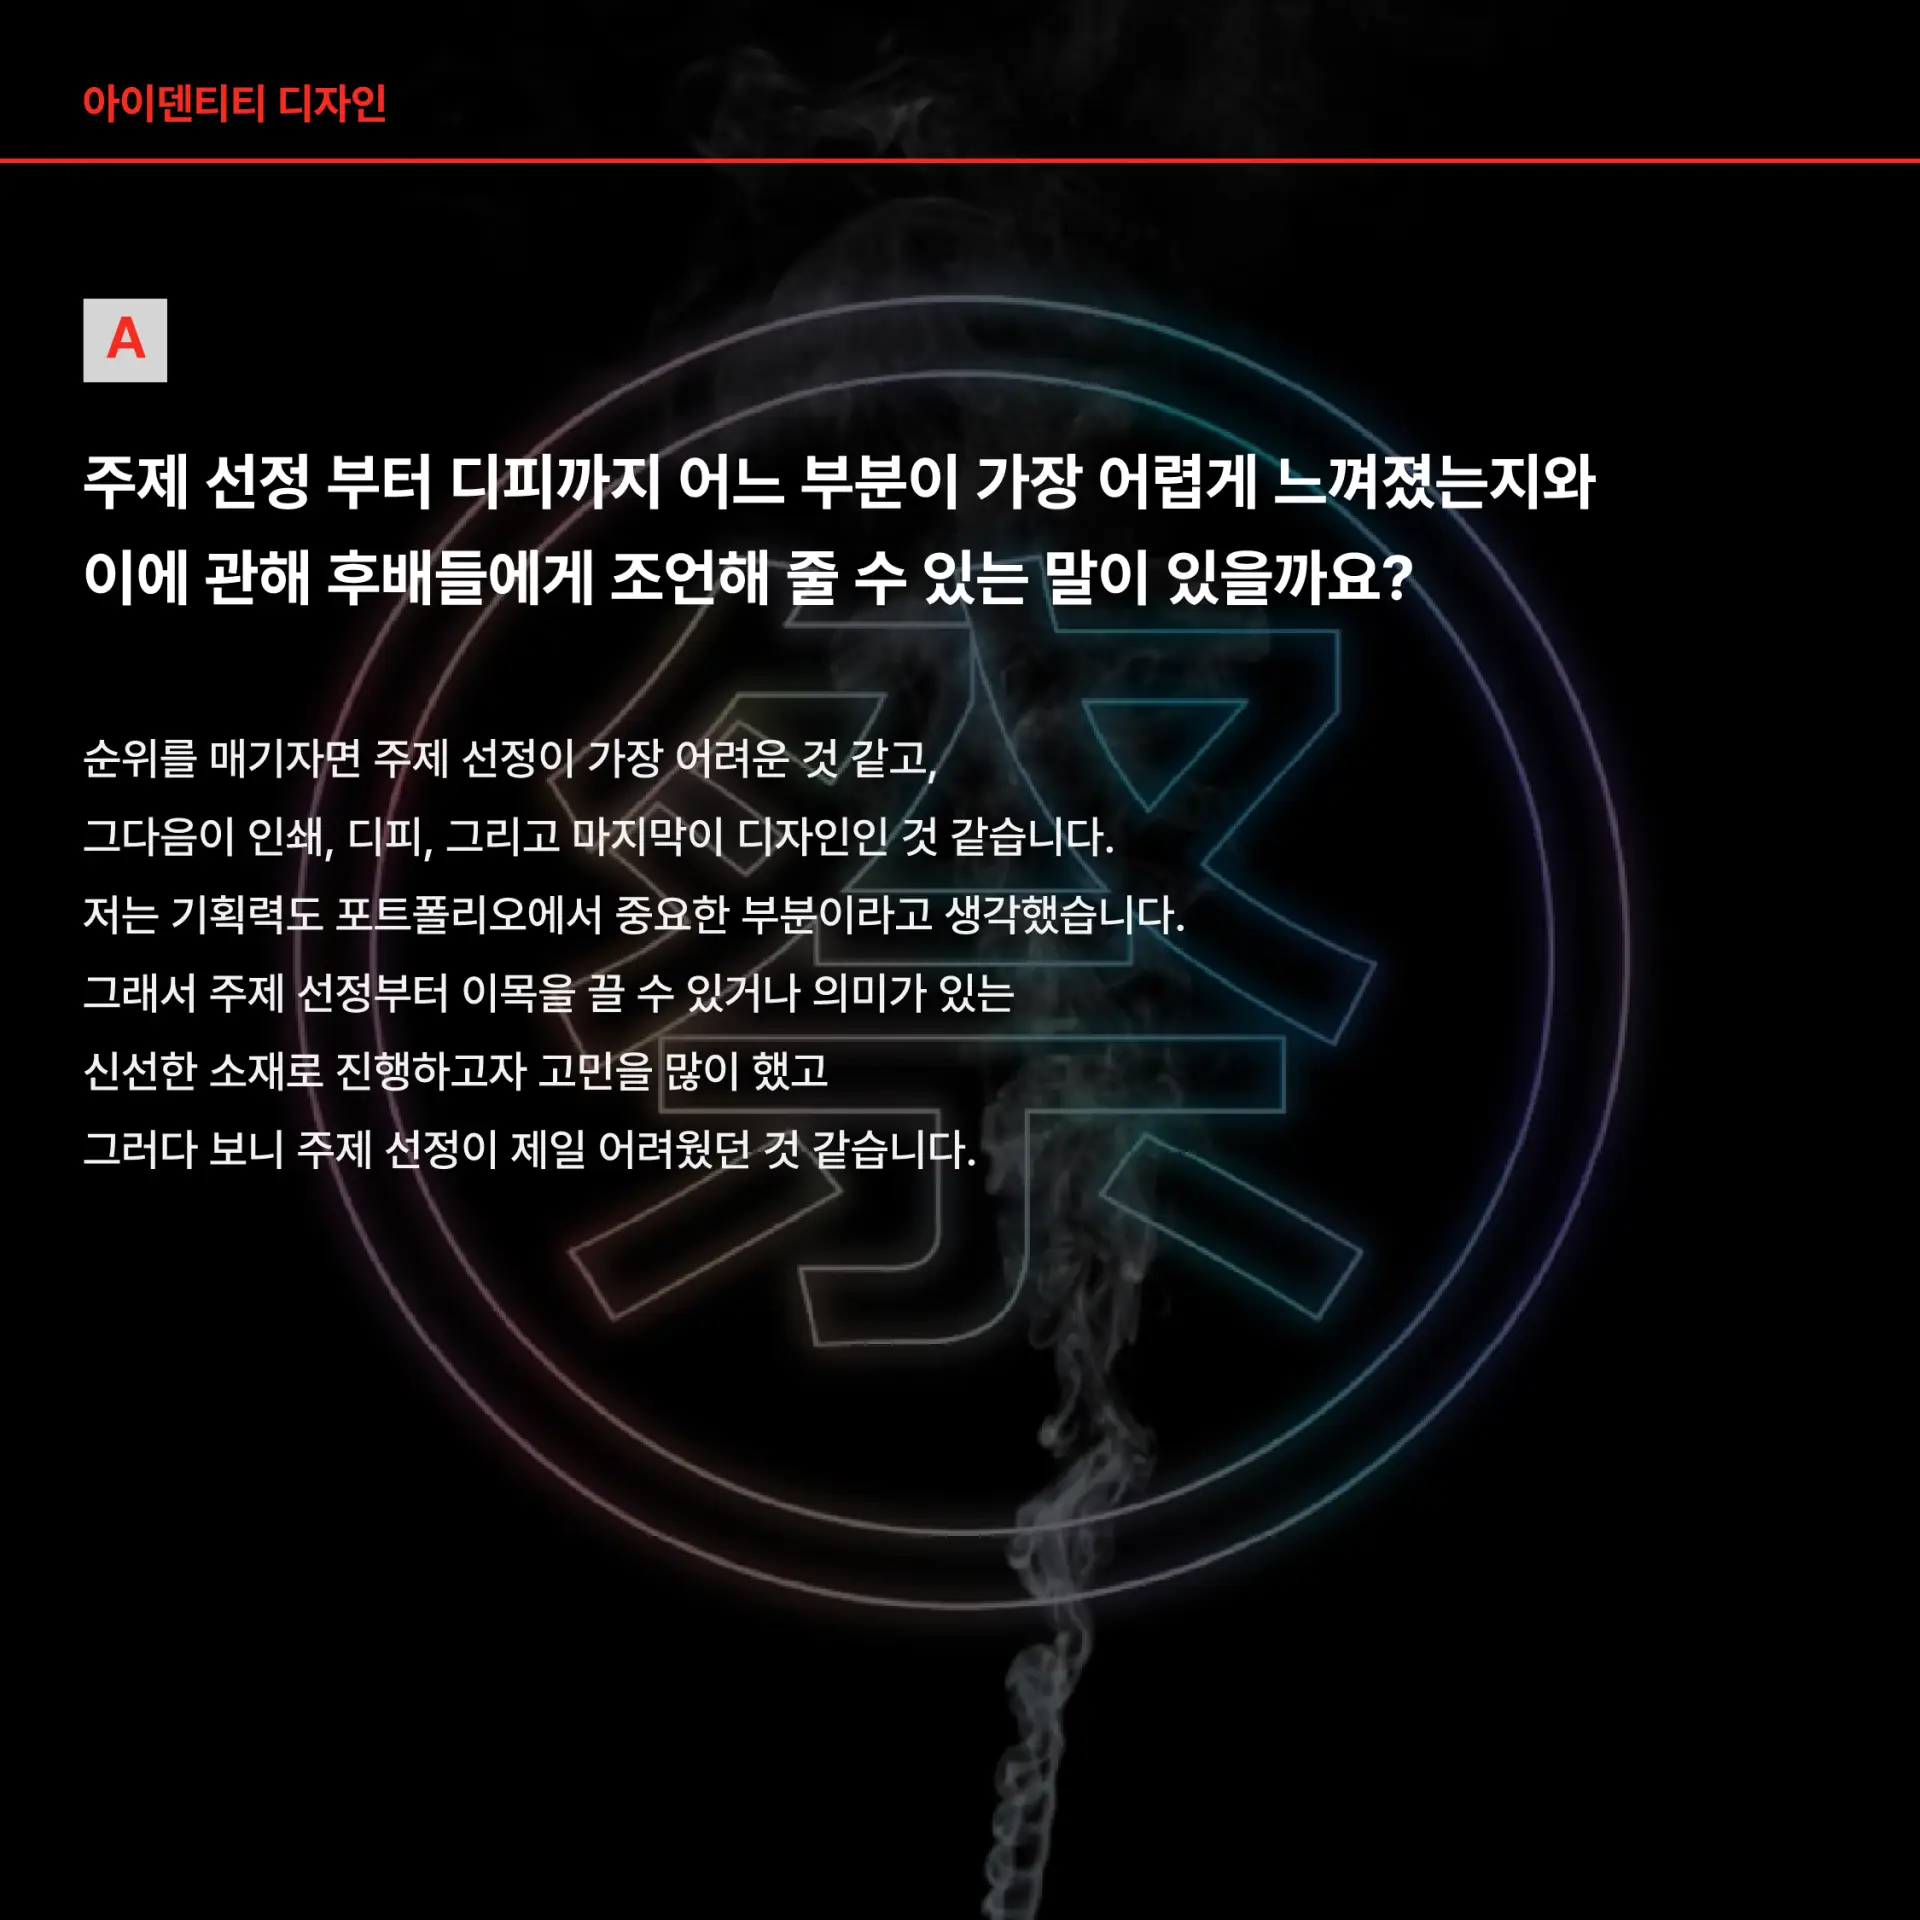 아이덴티티 디자인
A
주제 선정 부터 디피까지 어느 부분이 가장 어렵게 느껴졌는지와
이에 관해 후배들에게 조언해 줄 수 있는 말이 있을까요?
순위를 매기자면 주제 선정이 가장 어려운 것 같고,
그다음이 인쇄, 디피, 그리고 마지막이 디자인인 것 같습니다.
저는 기획력도 포트폴리오에서 중요한 부분이라고 생각했습니다.
그래서 주제 선정부터 이목을 끌 수 있거나 의미가 있는
신선한 소재로 진행하고자 고민을 많이 했고
그러다 보니 주제 선정이 제일 어려웠던 것 같습니다.
祭